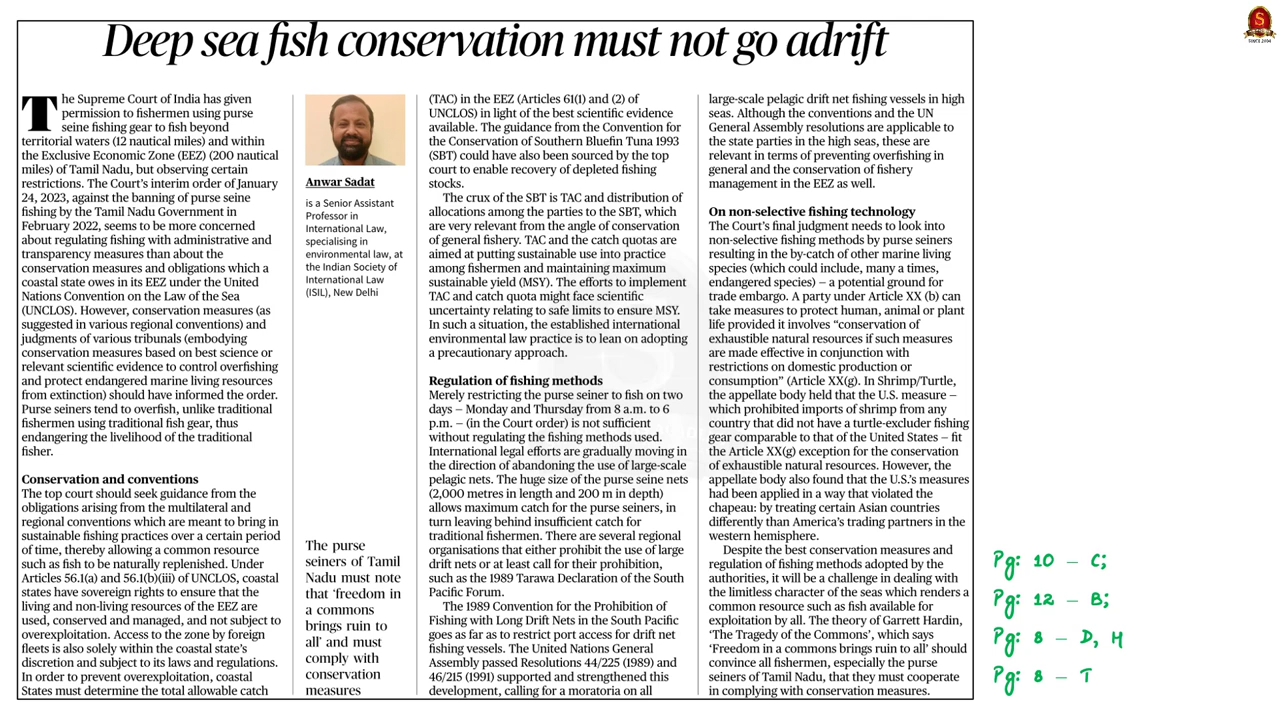 Deep sea fish conservation must not go adrift
The Supreme Court of India has given
permission to fishermen using purse
seine fishing gear to fish beyond
territorial waters (12 nautical miles) and within
the Exclusive Economic Zone (EEZ) (200 nautical
miles) of Tamil Nadu, but observing certain
restrictions. The Court's interim order of January
24, 2023, against the banning of purse seine
fishing by the Tamil Nadu Government in
February 2022, seems to be more concerned
about regulating fishing with administrative and
transparency measures than about the
conservation measures and obligations which a
coastal state owes in its EEZ under the United
Nations Convention on the Law of the Sea
(UNCLOS). However, conservation measures (as
suggested in various regional conventions) and
judgments of various tribunals (embodying
conservation measures based on best science or
relevant scientific evidence to control overfishing
and protect endangered marine living resources
from extinction) should have informed the order.
Purse seiners tend to overfish, unlike traditional
fishermen using traditional fish gear, thus
endangering the livelihood of the traditional
fisher.
Conservation and conventions
The top court should seek guidance from the
obligations arising from the multilateral and
regional conventions which are meant to bring in
sustainable fishing practices over a certain period
of time, thereby allowing a common resource
such as fish to be naturally replenished. Under
Articles 56.1(a) and 56.1(b)(iii) of UNCLOS, coastal
states have sovereign rights to ensure that the
living and non-living resources of the EEZ are
used, conserved and managed, and not subject to
overexploitation. Access to the zone by foreign
fleets is also solely within the coastal state's
discretion and subject to its laws and regulations.
In order to prevent overexploitation, coastal
States must determine the total allowable catch
Anwar Sadat
is a Senior Assistant
Professor in
International Law,
specialising in
environmental law, at
the Indian Society of
International Law
(ISIL), New Delhi
The purse
seiners of Tamil
Nadu must note
that 'freedom in
a commons
brings ruin to
all' and must
comply with
conservation
measures
(TAC) in the EEZ (Articles 61(1) and (2) of
UNCLOS) in light of the best scientific evidence
available. The guidance from the Convention for
the Conservation of Southern Bluefin Tuna 1993
(SBT) could have also been sourced by the top
court to enable recovery of depleted fishing
stocks.
The crux of the SBT is TAC and distribution of
allocations among the parties to the SBT, which
are very relevant from the angle of conservation
of general fishery. TAC and the catch quotas are
aimed at putting sustainable use into practice
among fishermen and maintaining maximum
sustainable yield (MSY). The efforts to implement
TAC and catch quota might face scientific
uncertainty relating to safe limits to ensure MSY.
In such a situation, the established international
environmental law practice is to lean on adopting
a precautionary approach.
Regulation of fishing methods
Merely restricting the purse seiner to fish on two
days – Monday and Thursday from 8 a.m. to 6
p.m. – (in the Court order) is not sufficient
without regulating the fishing methods used.
International legal efforts are gradually moving in
the direction of abandoning the use of large-scale
pelagic nets. The huge size of the purse seine nets
(2,000 metres in length and 200 m in depth)
allows maximum catch for the purse seiners, in
turn leaving behind insufficient catch for
traditional fishermen. There are several regional
organisations that either prohibit the use of large
drift nets or at least call for their prohibition,
such as the 1989 Tarawa Declaration of the South
Pacific Forum.
The 1989 Convention for the Prohibition of
Fishing with Long Drift Nets in the South Pacific
goes as far as to restrict port access for drift net
fishing vessels. The United Nations General
Assembly passed Resolutions 44/225 (1989) and
46/215 (1991) supported and strengthened this
development, calling for a moratoria on all
large-scale pelagic drift net fishing vessels in high
seas. Although the conventions and the UN
General Assembly resolutions are applicable to
the state parties in the high seas, these are
relevant in terms of preventing overfishing in
general and the conservation of fishery
management in the EEZ as well.
On non-selective fishing technology
The Court's final judgment needs to look into
non-selective fishing methods by purse seiners
resulting in the by-catch of other marine living
species (which could include, many a times,
endangered species) – a potential ground for
trade embargo. A party under Article XX (b) can
take measures to protect human, animal or plant
life provided it involves "conservation of
exhaustible natural resources if such measures
are made effective in conjunction with
restrictions on domestic production or
consumption" (Article XX(g). In Shrimp/Turtle,
the appellate body held that the U.S. measure –
which prohibited imports of shrimp from any
country that did not have a turtle-excluder fishing
gear comparable to that of the United States – fit
the Article XX(g) exception for the conservation
of exhaustible natural resources. However, the
appellate body also found that the U.S.'s measures
had been applied in a way that violated the
chapeau: by treating certain Asian countries
differently than America's trading partners in the
western hemisphere.
Despite the best conservation measures and
regulation of fishing methods adopted by the
authorities, it will be a challenge in dealing with
the limitless character of the seas which renders a
common resource such as fish available for
exploitation by all. The theory of Garrett Hardin,
'The Tragedy of the Commons', which says
'Freedom in a commons brings ruin to all' should
convince all fishermen, especially the purse
seiners of Tamil Nadu, that they must cooperate
in complying with conservation measures.
Pg: 10 – C;
Pg: 12 – B;
Pg: 8 – D, H
Pg: 8 – T
S
SINCE 2004